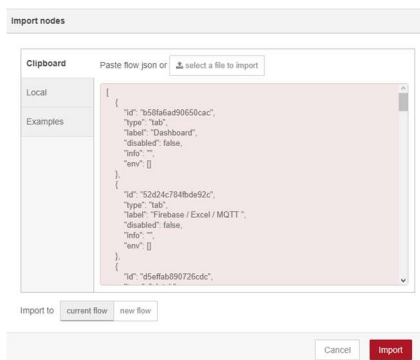 Import nodes
Clipboard
Paste flow json or select a file to import
Local
Examples
[
{
"id": "b58fa6ad90650cac",
"type": "tab",
"label": "Dashboard",
"disabled": false,
"info": "",
"env": []
},
{
"id": "52d24c784fbde92c",
"type": "tab",
"label": "Firebase / Excel / MQTT ",
"disabled": false,
"info": "",
"env": []
},
{
"id": "d5effab890726cdc",
Import to current flow new flow
Cancel Import